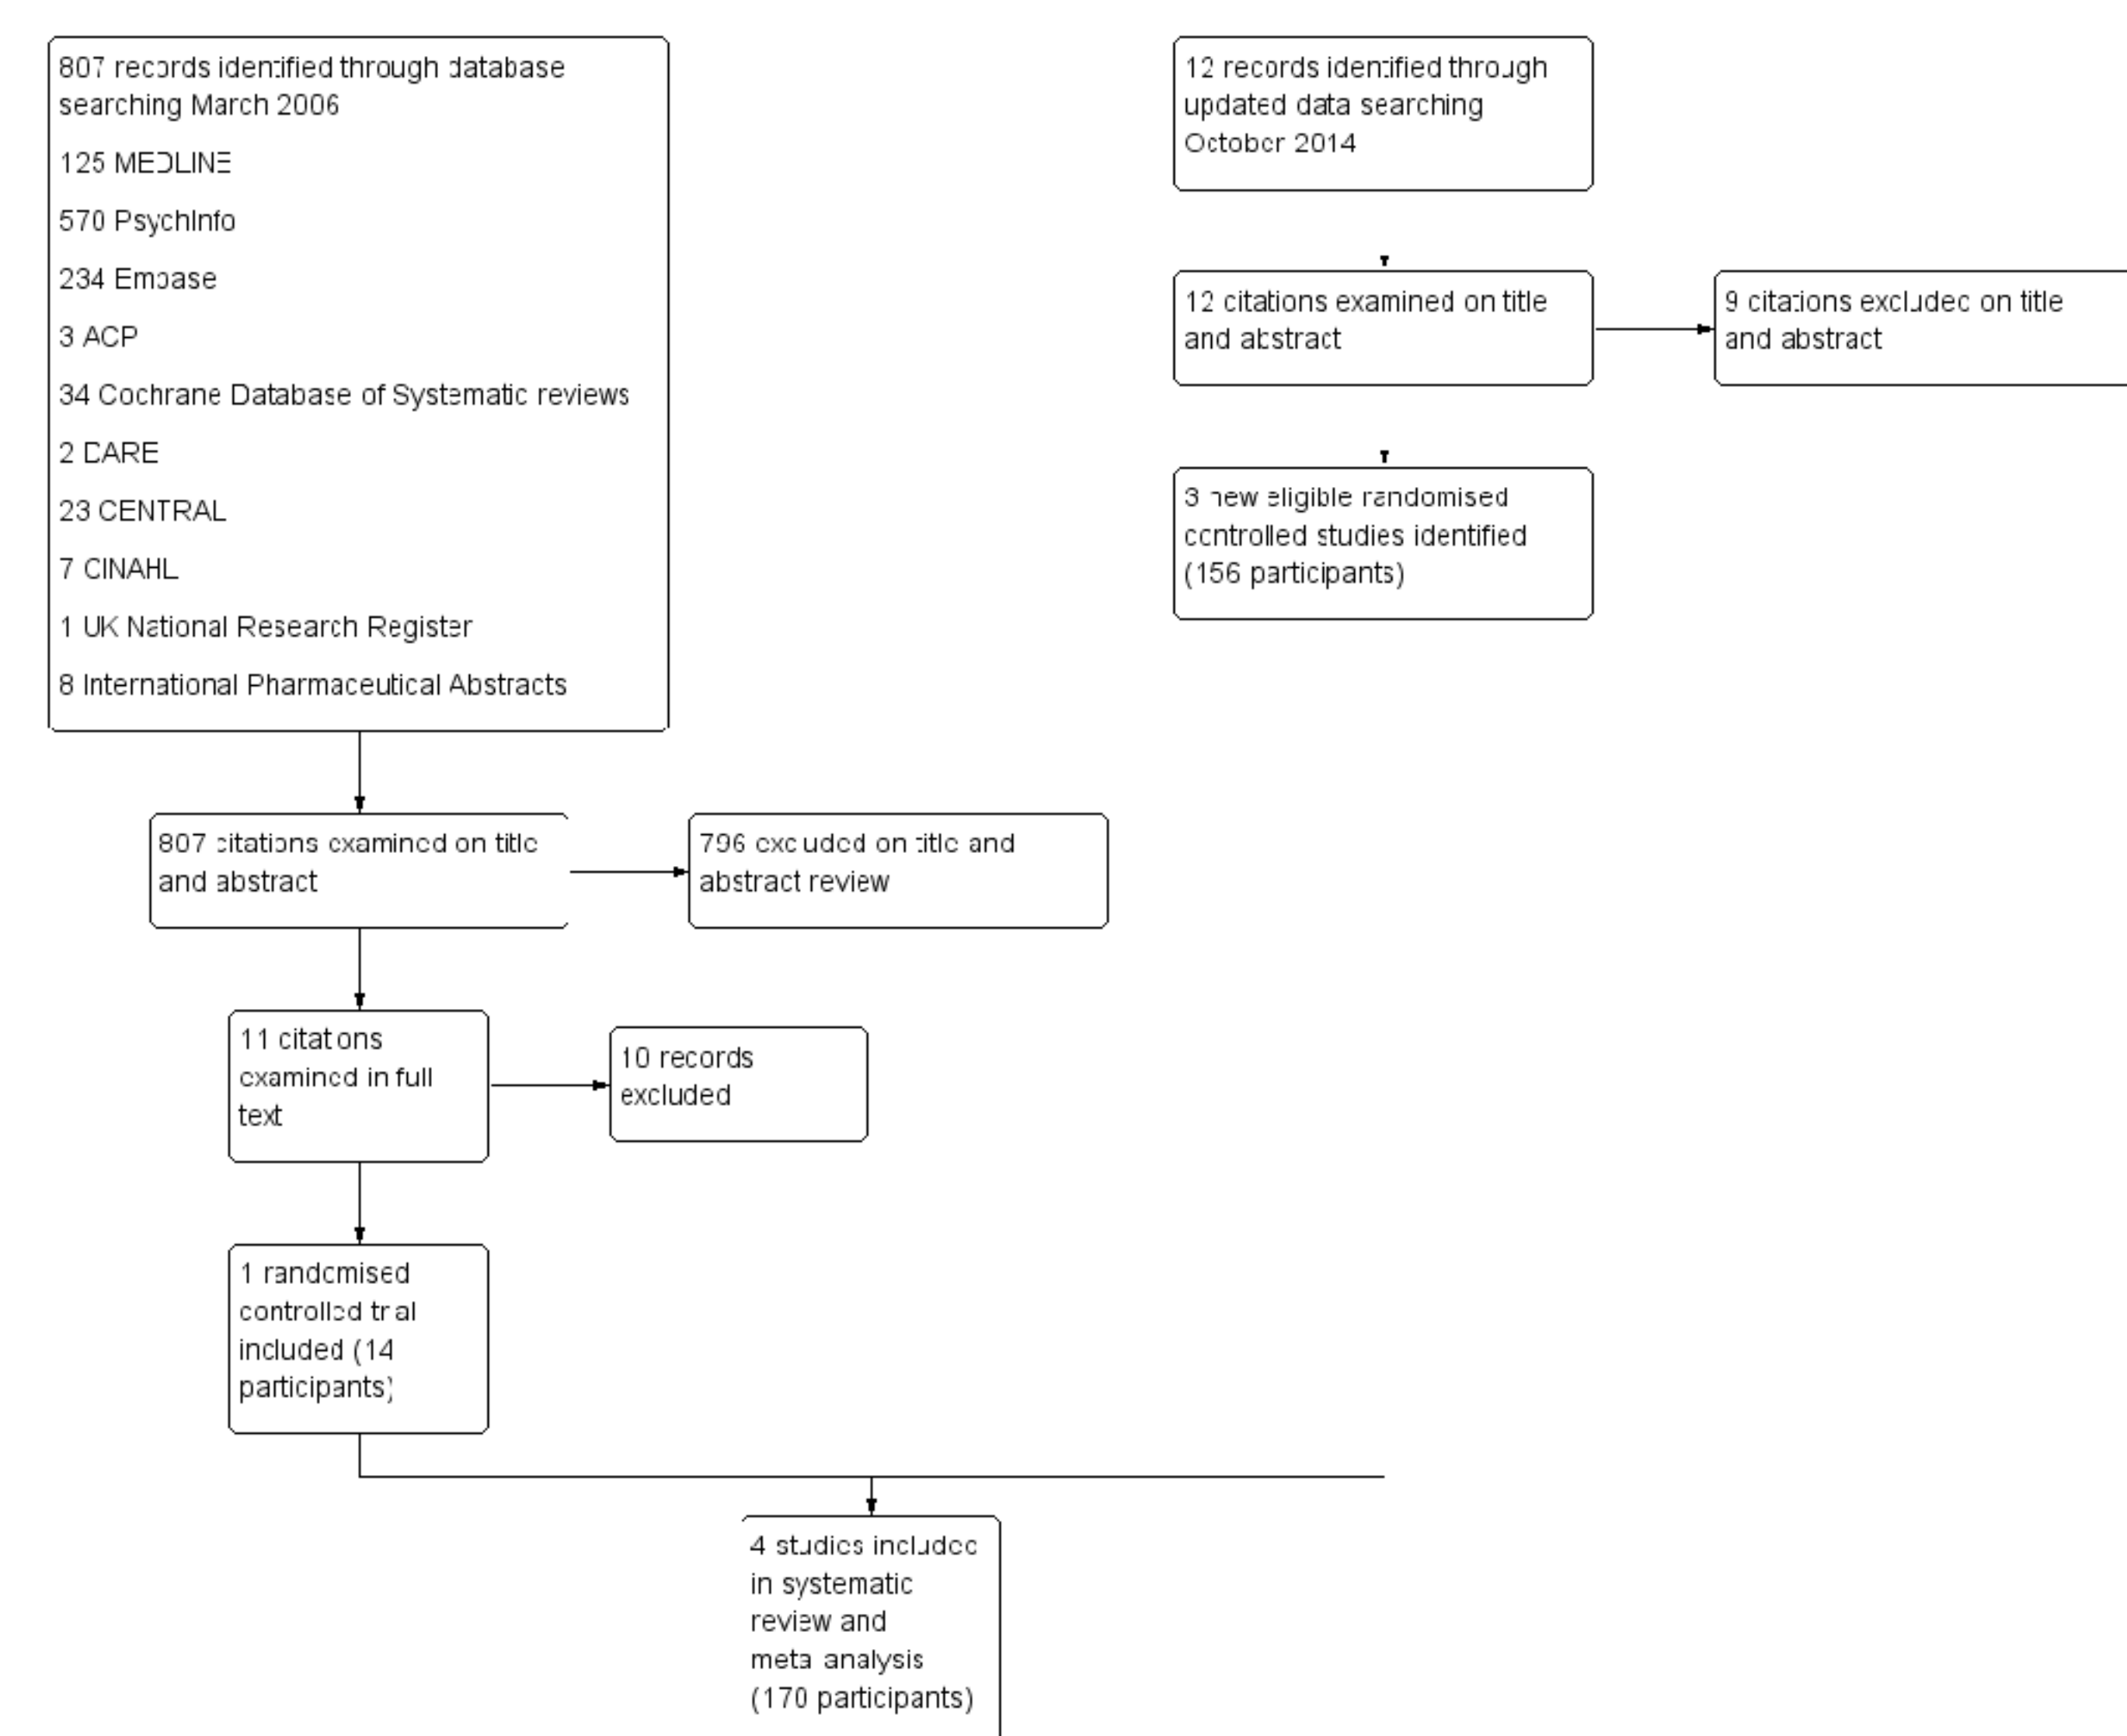 807 records identified through database
searching March 2006
125 MEDLINE
570 PsychInfo
234 Embase
3 ACP
34 Cochrane Database of Systematic reviews
2 DARE
23 CENTRAL
7 CINAHL
1 UK National Research Register
8 International Pharmaceutical Abstracts
807 citations examined on title
and abstract
796 excluded on title and
abstract review
11 citations
examined in full
text
10 records
excluded
1 randomised
controlled trial
included (14
participants)
12 records identified through
updated data searching
October 2014
12 citations examined on title
and abstract
9 citations excluded on title
and abstract
3 new eligible randomised
controlled studies identified
(156 participants)
4 studies included
in systematic
review and
meta analysis
(170 participants)